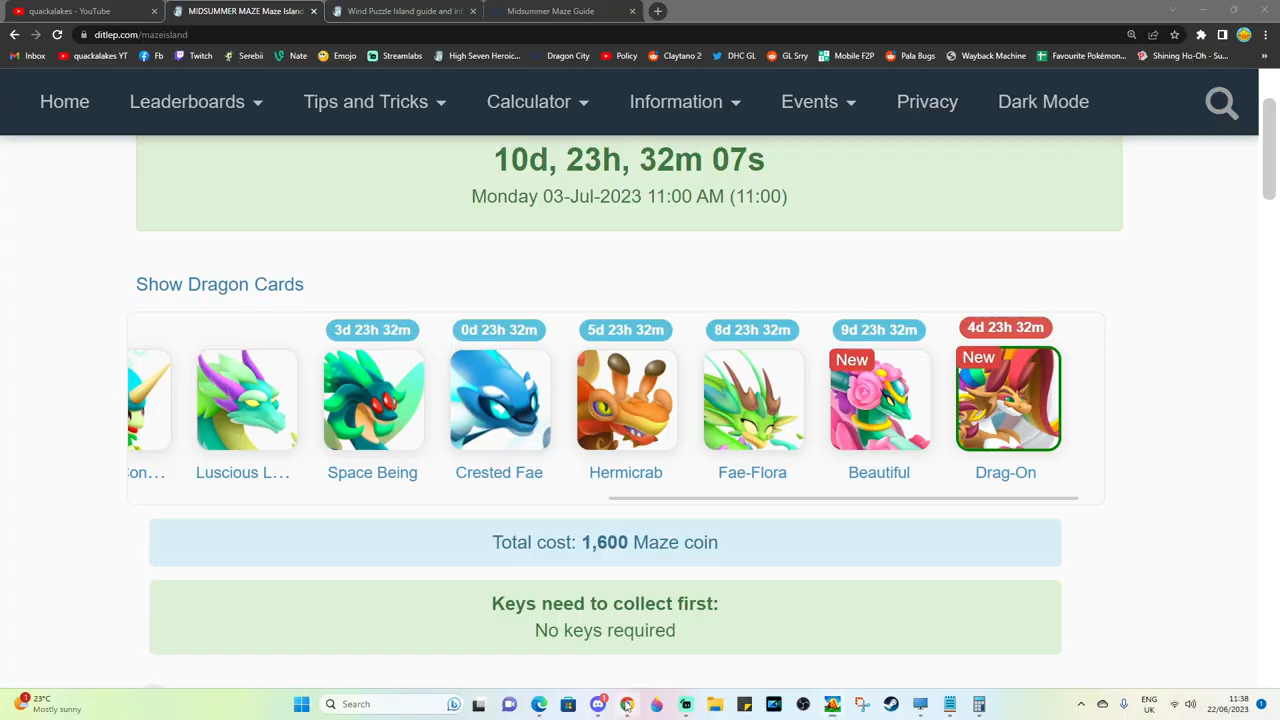 quackalakes - YouTube
MIDSUMMER MAZE Maze Island
Wind Puzzle Island guide and inf
Midsummer Maze Guide
ditlep.com/mazeisland
Inbox
quackalakes YT
Fb
Twitch
Serebii
Nate
Emojo
Streamlabs
High Seven Heroic...
Dragon City
Policy
Claytano 2
DHC GL
GL Srry
Mobile F2P
Pala Bugs
Wayback Machine
Favourite Pokémon...
Shining Ho-Oh - Su...
Home
Leaderboards
Tips and Tricks
Calculator
Information
Events
Privacy
Dark Mode
10d, 23h, 32m 07s
Monday 03-Jul-2023 11:00 AM (11:00)
Show Dragon Cards
3d 23h 32m
0d 23h 32m
5d 23h 32m
8d 23h 32m
9d 23h 32m
4d 23h 32m
New
New
Con...
Luscious L...
Space Being
Crested Fae
Hermicrab
Fae-Flora
Beautiful
Drag-On
Total cost: 1,600 Maze coin
Keys need to collect first:
No keys required
1
23°C
Mostly sunny
Search
1
ENG
UK
11:38
22/06/2023
1